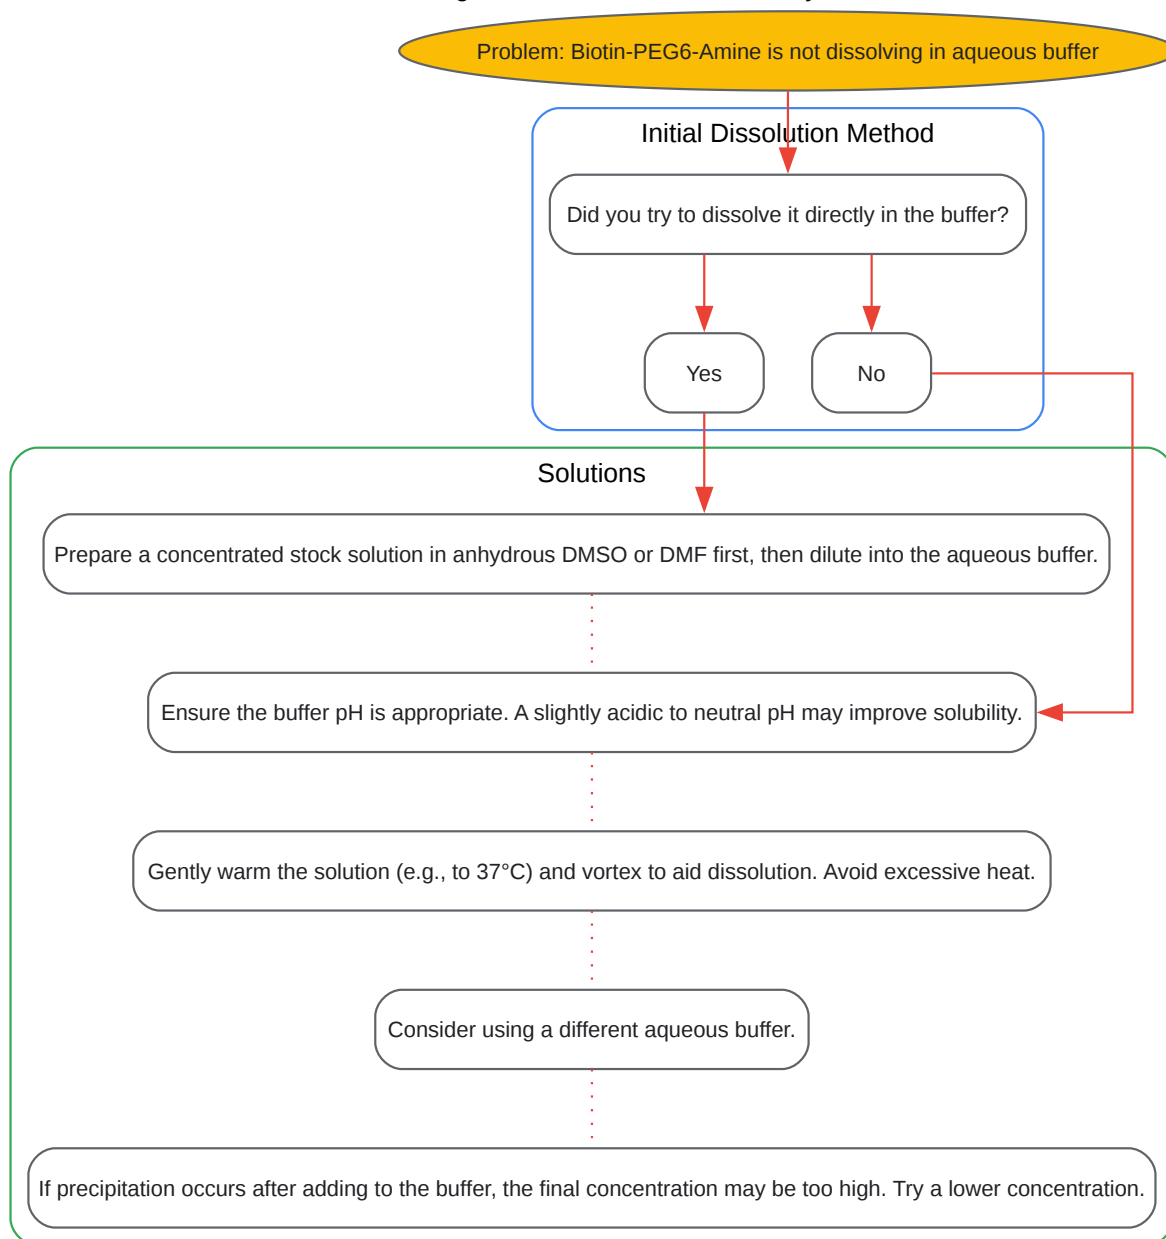 Problem: Biotin-PEG6-Amine is not dissolving in aqueous buffer
Initial Dissolution Method
Did you try to dissolve it directly in the buffer?
Yes
No
Solutions
Prepare a concentrated stock solution in anhydrous DMSO or DMF first, then dilute into the aqueous buffer.
Ensure the buffer pH is appropriate. A slightly acidic to neutral pH may improve solubility.
Gently warm the solution (e.g., to 37°C) and vortex to aid dissolution. Avoid excessive heat.
Consider using a different aqueous buffer.
If precipitation occurs after adding to the buffer, the final concentration may be too high. Try a lower concentration.